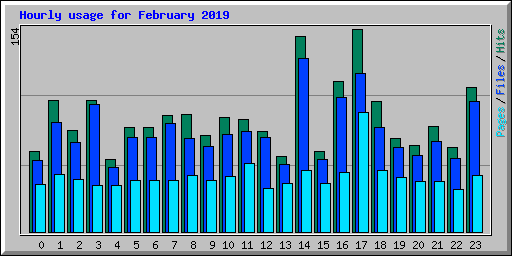 Hourly usage for February 2019
154
Pages / Files / Hits
0 1 2 3 4 5 6 7 8 9 10 11 12 13 14 15 16 17 18 19 20 21 22 23